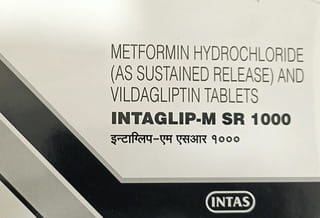 METFORMIN HYDROCHLORIDE
(AS SUSTAINED RELEASE) AND
VILDAGLIPTIN TABLETS
INTAGLIP-M SR 1000
इन्टाग्लिप-एम एसआर १०००
INTAS